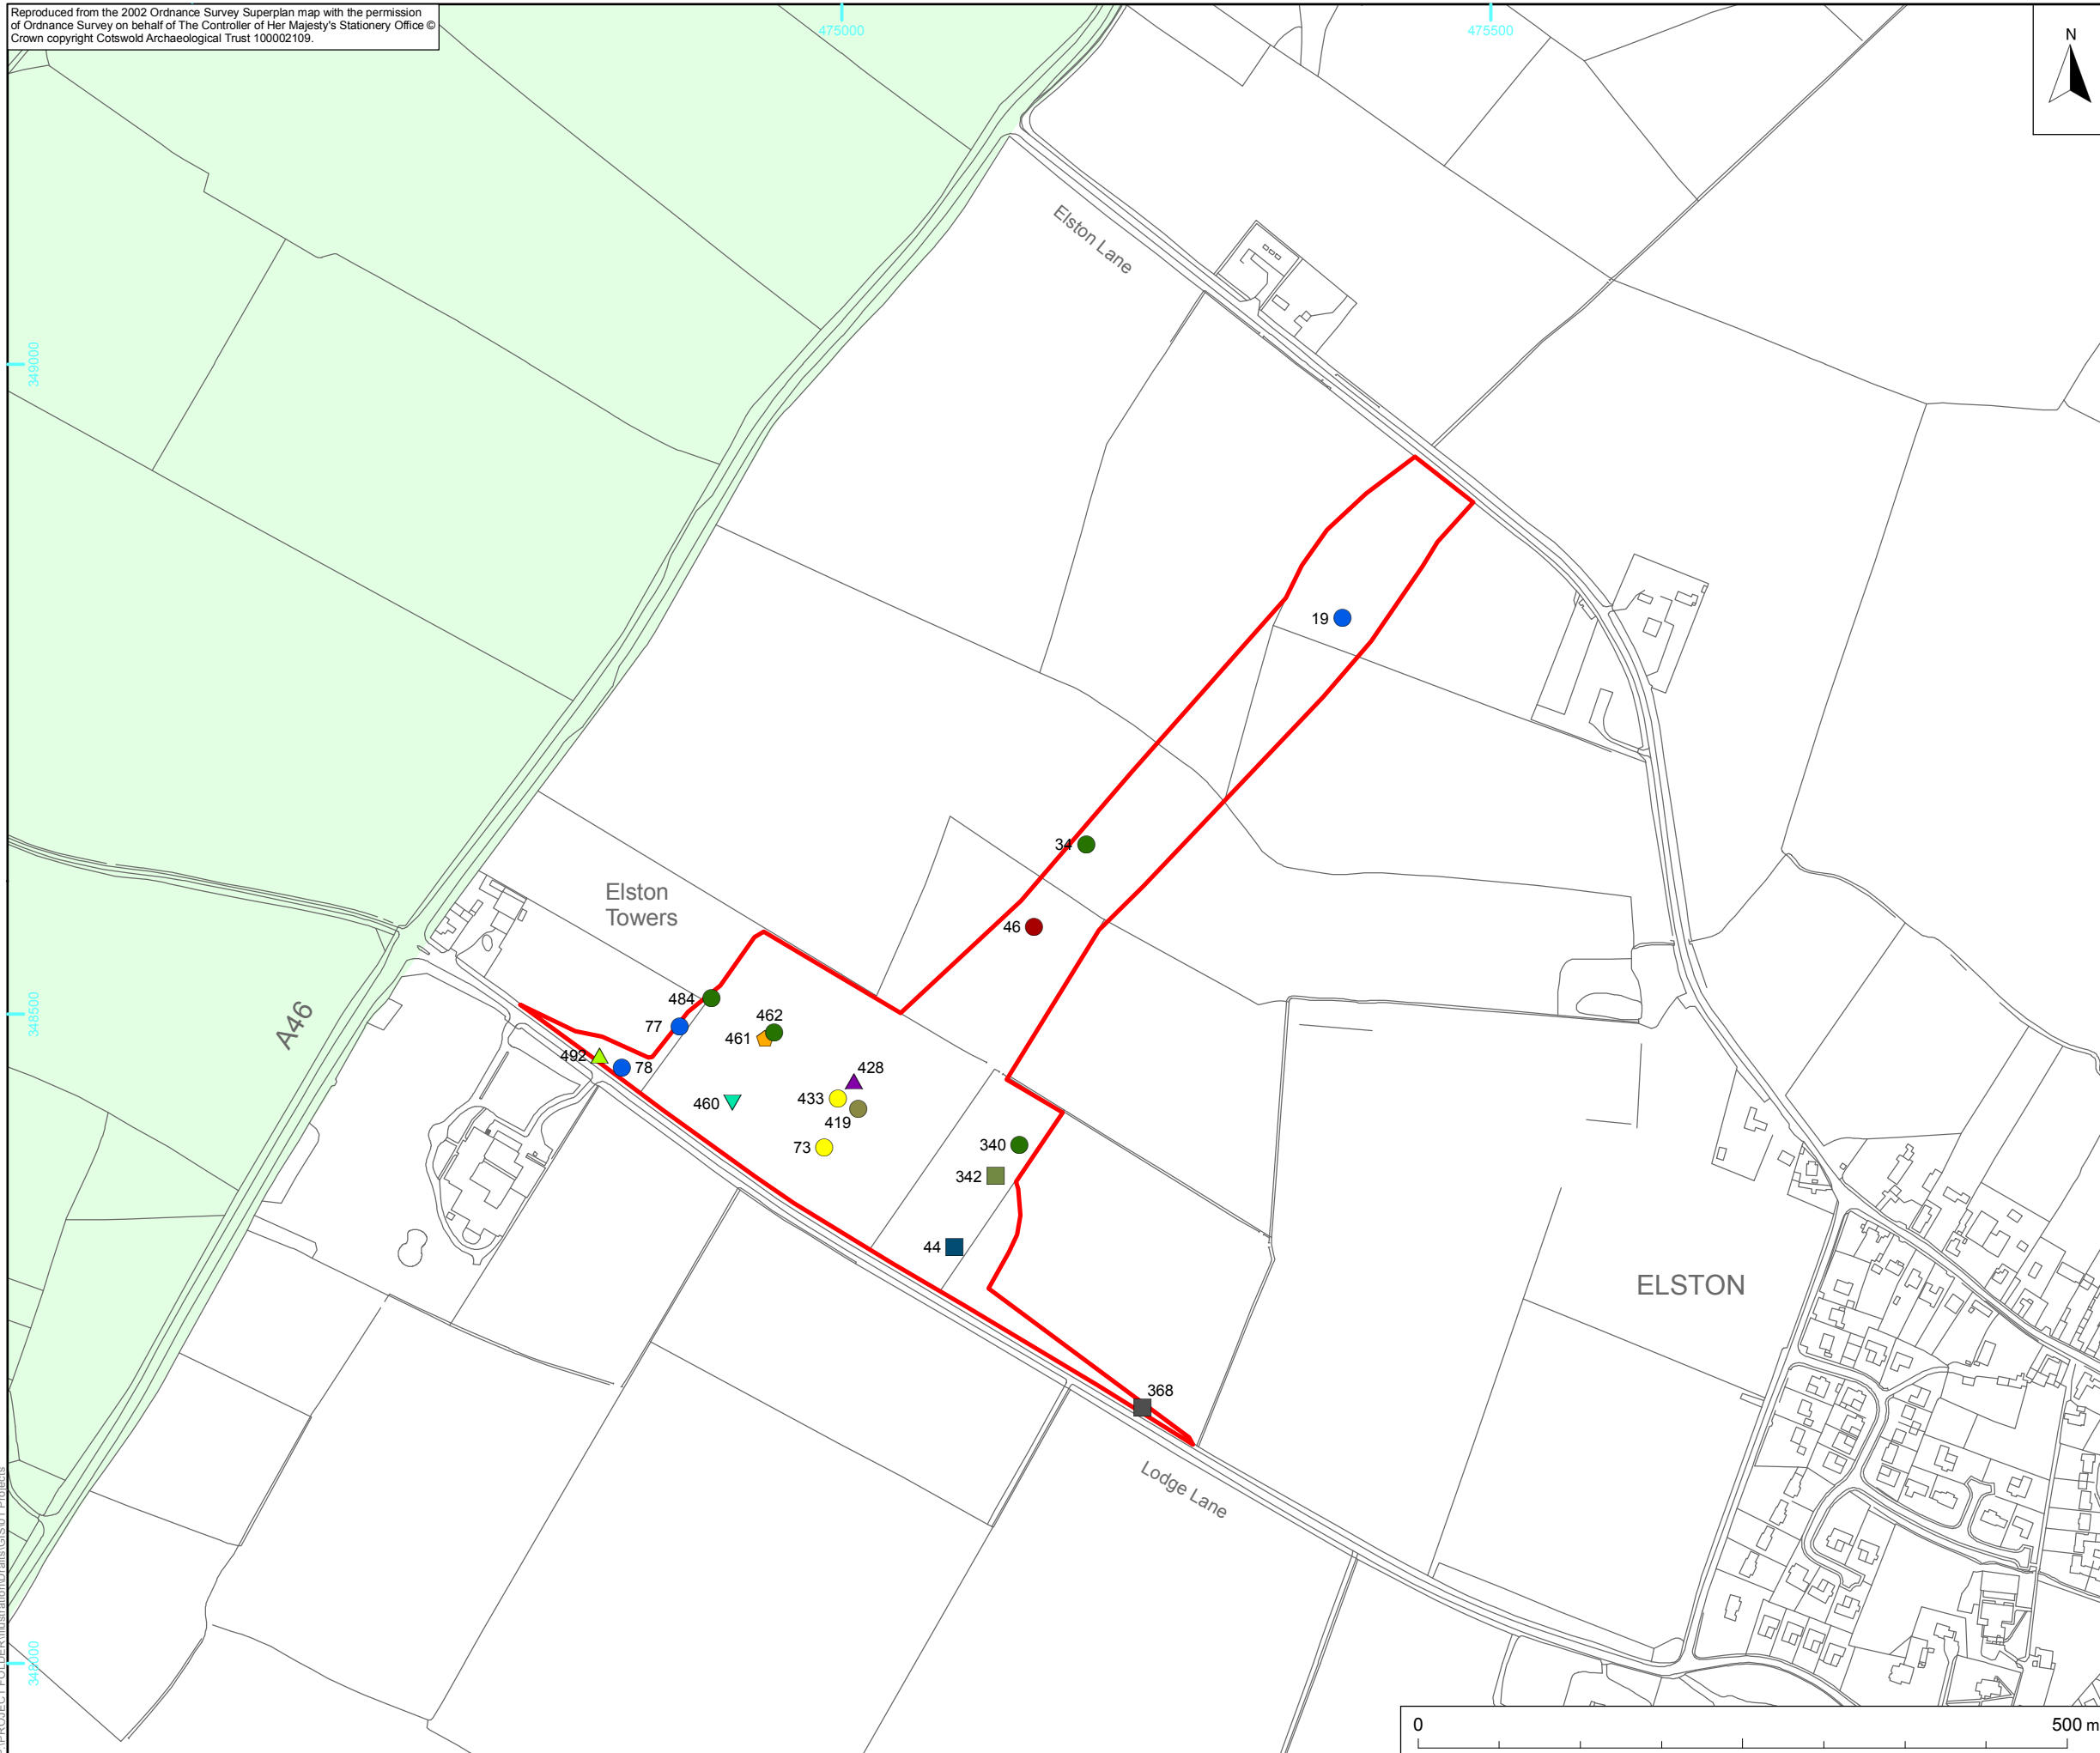 Reproduced from the 2002 Ordnance Survey Superplan map with the permission
of Ordnance Survey on behalf of The Controller of Her Majesty's Stationery Office ©
Crown copyright Cotswold Archaeological Trust 100002109.
475000
475500
N
Elston Lane
349000
19
34
Elston
Towers
46
484
A46
348500
77
462
461
492
78
428
460
433
419
73
340
342
44
ELSTON
368
Lodge Lane
348000
0
500 m